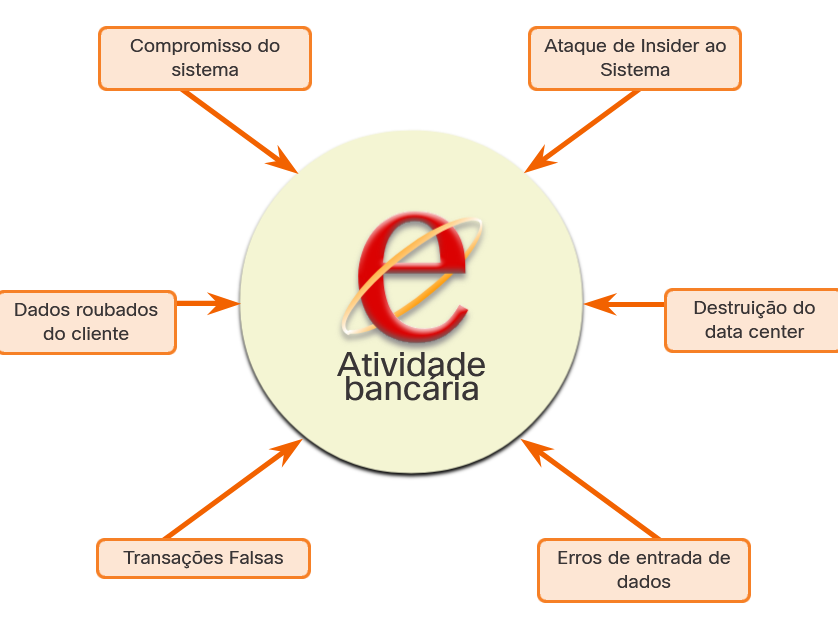 Compromisso do
sistema
Ataque de Insider ao
Sistema
e
Atividade
bancária
Dados roubados
do cliente
Destruição do
data center
Transações Falsas
Erros de entrada de
dados